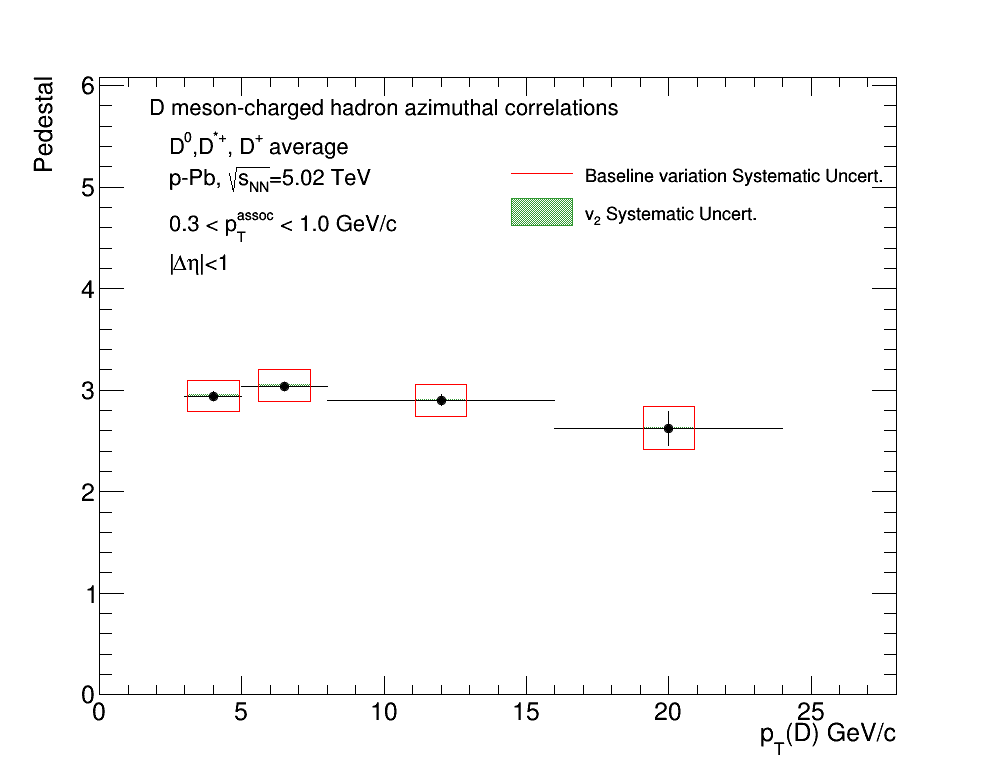 Pedestal
6
5
4
3
2
1
0
D meson-charged hadron azimuthal correlations
D⁰,D*⁺, D⁺ average
p-Pb, √s_NN=5.02 TeV
0.3 < p_T^assoc < 1.0 GeV/c
|Δη|<1
Baseline variation Systematic Uncert.
v₂ Systematic Uncert.
0 5 10 15 20 25
p_T(D) GeV/c